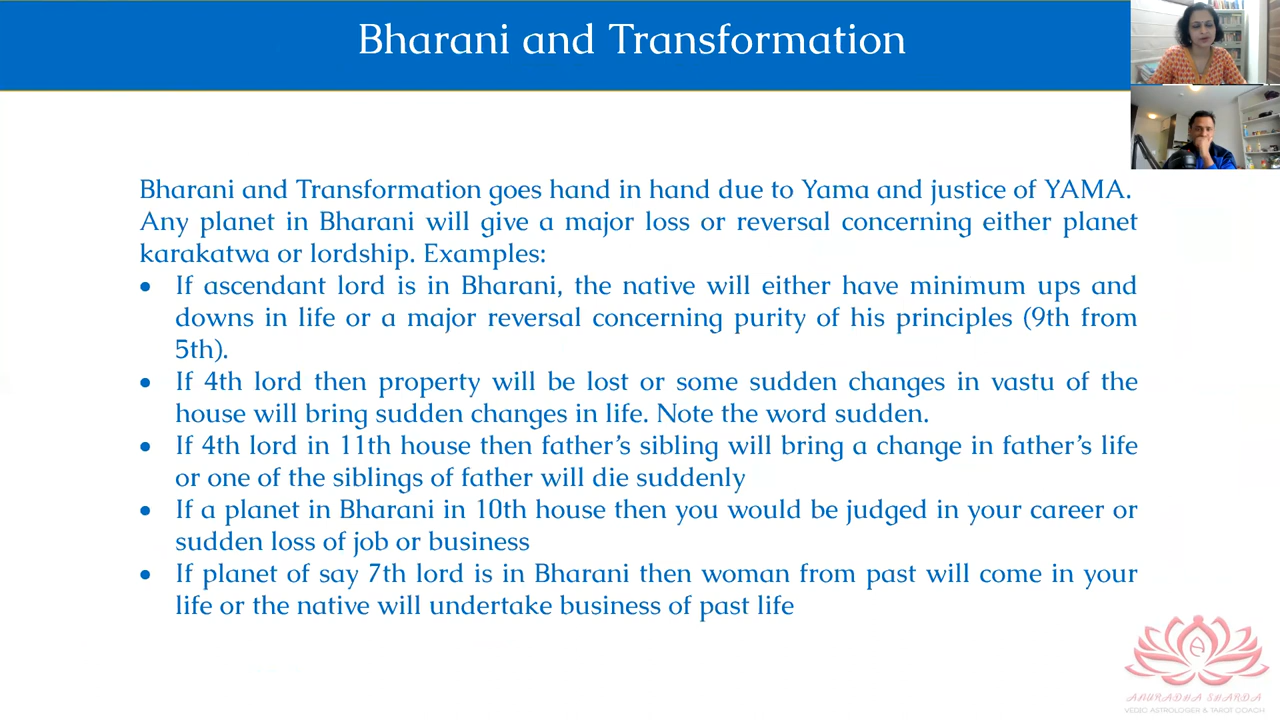 Bharani and Transformation
Bharani and Transformation goes hand in hand due to Yama and justice of YAMA.
Any planet in Bharani will give a major loss or reversal concerning either planet
karakatwa or lordship. Examples:
• If ascendant lord is in Bharani, the native will either have minimum ups and
downs in life or a major reversal concerning purity of his principles (9th from
5th).
• If 4th lord then property will be lost or some sudden changes in vastu of the
house will bring sudden changes in life. Note the word sudden.
• If 4th lord in 11th house then father's sibling will bring a change in father's life
or one of the siblings of father will die suddenly
• If a planet in Bharani in 10th house then you would be judged in your career or
sudden loss of job or business
• If planet of say 7th lord is in Bharani then woman from past will come in your
life or the native will undertake business of past life
A
ANURADHA SHARDA
VEDIC ASTROLOGER & TAROT COACH